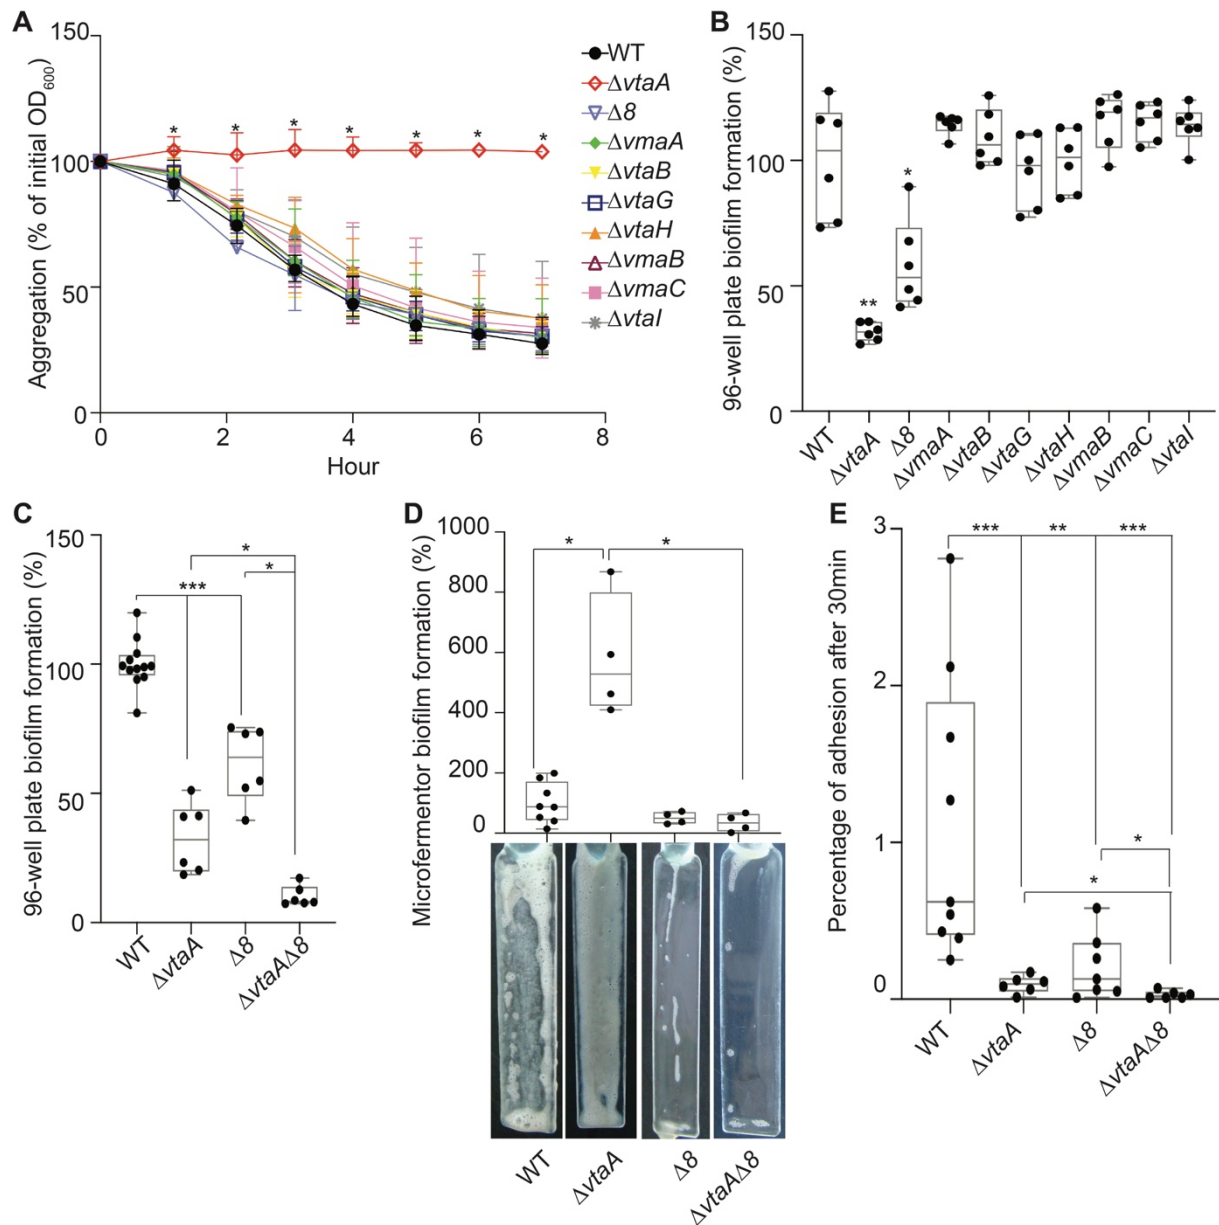 A
Aggregation (% of initial OD600)
150
100
50
0
0 2 4 6 8
Hour
* * * * * * *
WT
ΔvtaA
Δ8
ΔvmaA
ΔvtaB
ΔvtaG
ΔvtaH
ΔvmaB
ΔvmaC
ΔvtaI
B
96-well plate biofilm formation (%)
150
100
50
0
**
*
WT ΔvtaA Δ8 ΔvmaA ΔvtaB ΔvtaG ΔvtaH ΔvmaB ΔvmaC ΔvtaI
C
96-well plate biofilm formation (%)
150
100
50
0
*
*
***
WT ΔvtaA Δ8 ΔvtaAΔ8
D
Microfermentor biofilm formation (%)
1000
800
600
400
200
0
* *
WT ΔvtaA Δ8 ΔvtaAΔ8
E
Percentage of adhesion after 30min
3
2
1
0
*** ** ***
*
*
WT ΔvtaA Δ8 ΔvtaAΔ8